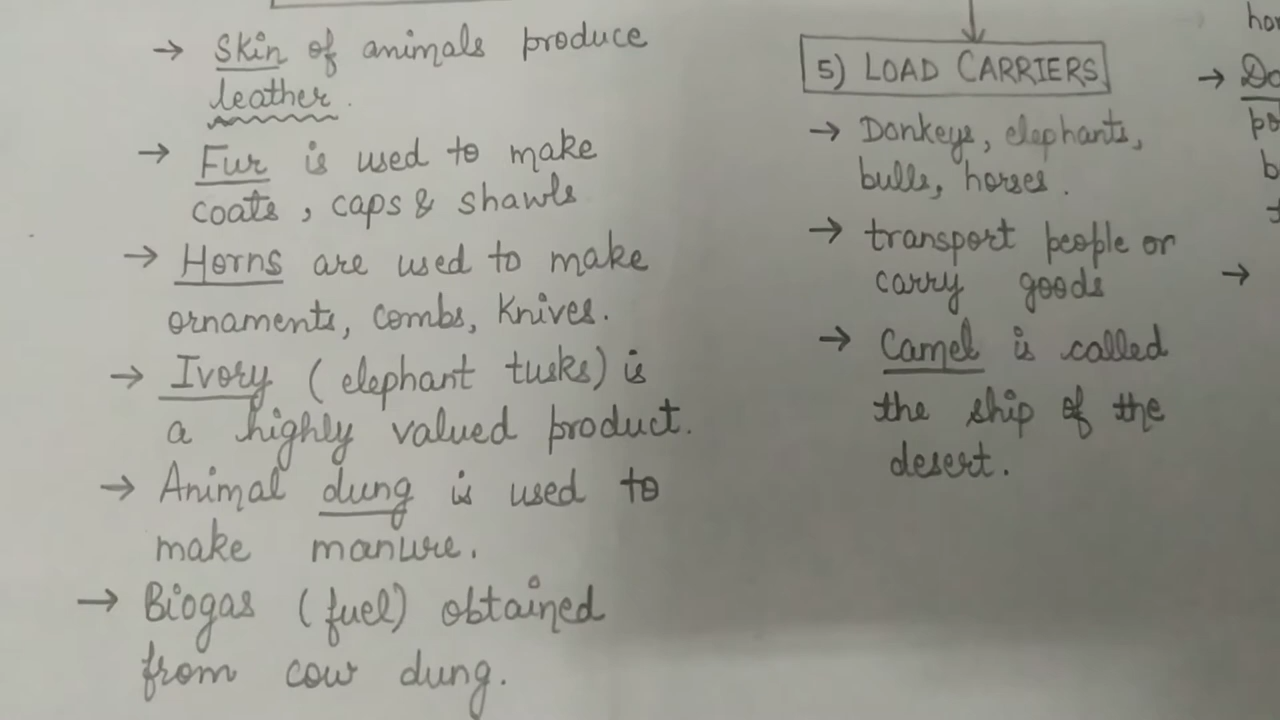 → Skin of animals produce
leather.
→ Fur is used to make
coats, caps & shawls
→ Horns are used to make
ornaments, combs, knives.
→ Ivory (elephant tusks) is
a highly valued product.
→ Animal dung is used to
make manure.
→ Biogas (fuel) obtained
from cow dung.
5) LOAD CARRIERS
→ Donkeys, elephants,
bulls, horses.
→ transport people or
carry goods
→ Camel is called
the ship of the
desert.
→
→